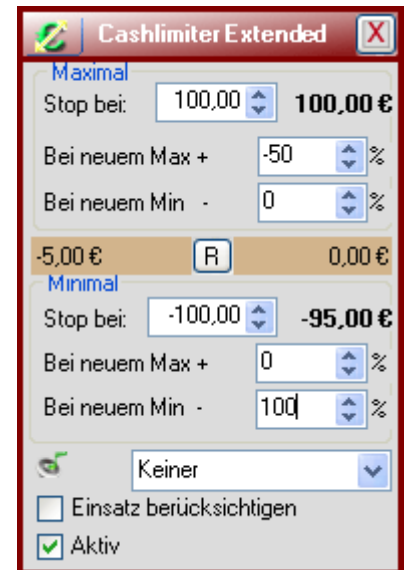 Cashlimiter Extended X
Maximal
Stop bei: 100,00 100,00 €
Bei neuem Max + -50 %
Bei neuem Min - 0 %
-5,00 € R 0,00 €
Minimal
Stop bei: -100,00 -95,00 €
Bei neuem Max + 0 %
Bei neuem Min - 100 %
Keiner
Einsatz berücksichtigen
Aktiv